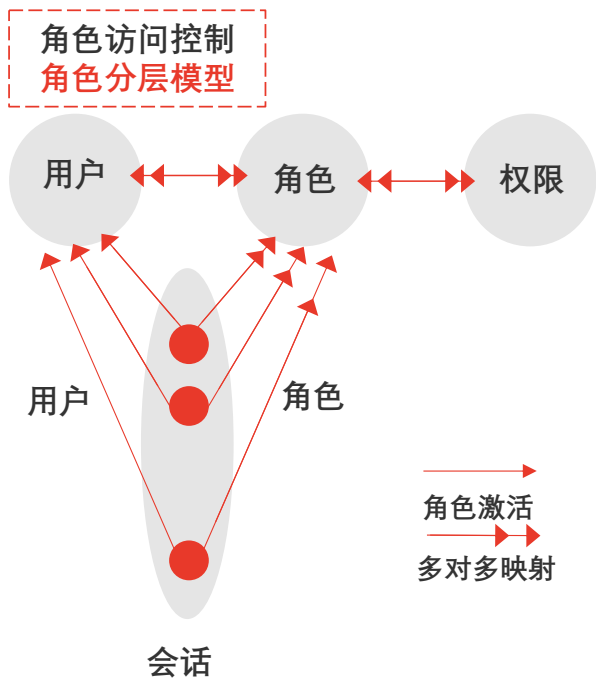 角色访问控制
角色分层模型
用户
角色
权限
用户
角色
角色激活
多对多映射
会话